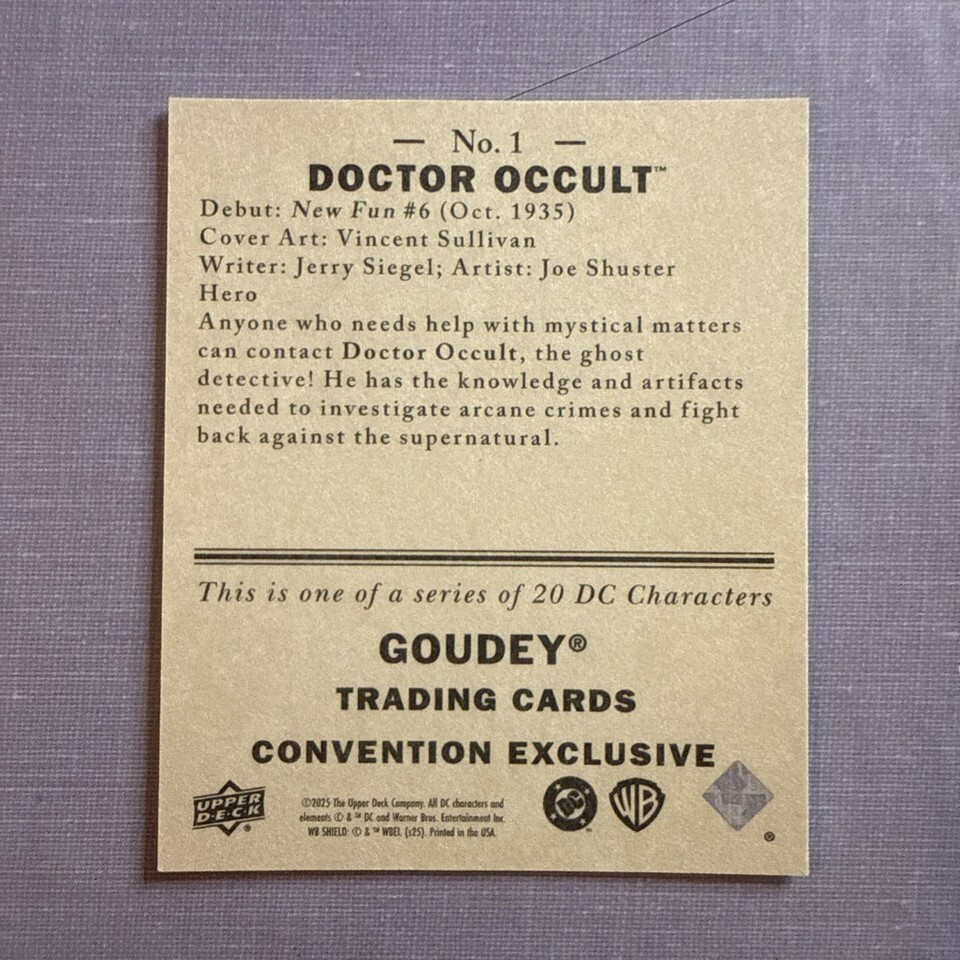 — No. 1 —
DOCTOR OCCULT™
Debut: New Fun #6 (Oct. 1935)
Cover Art: Vincent Sullivan
Writer: Jerry Siegel; Artist: Joe Shuster
Hero
Anyone who needs help with mystical matters
can contact Doctor Occult, the ghost
detective! He has the knowledge and artifacts
needed to investigate arcane crimes and fight
back against the supernatural.
This is one of a series of 20 DC Characters
GOUDEY®
TRADING CARDS
CONVENTION EXCLUSIVE
UPPER
D·E·C·K
®
©2025 The Upper Deck Company. All DC characters and
elements © & ™ DC and Warner Bros. Entertainment Inc.
WB SHIELD: © & ™ WBEI. (s25). Printed in the USA.
DC
™
WB
®